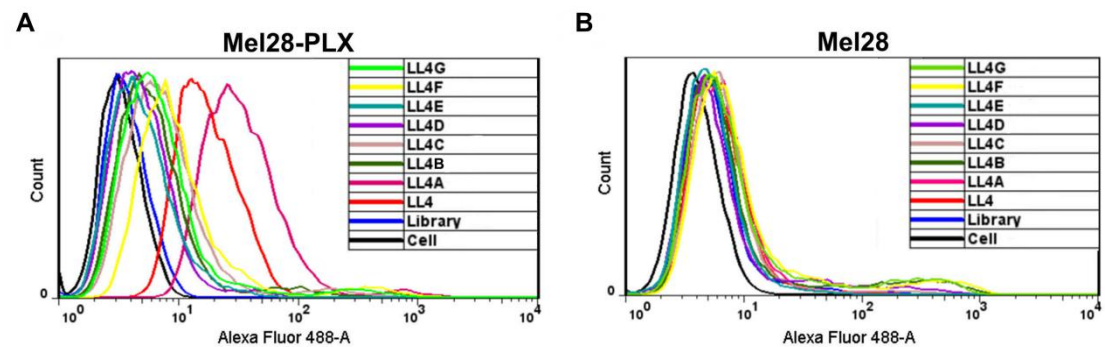 A
Mel28-PLX
LL4G
LL4F
LL4E
LL4D
LL4C
LL4B
LL4A
LL4
Library
Cell
Count
0
10⁰ 10¹ 10² 10³ 10⁴
Alexa Fluor 488-A
B
Mel28
LL4G
LL4F
LL4E
LL4D
LL4C
LL4B
LL4A
LL4
Library
Cell
Count
0
10⁰ 10¹ 10² 10³ 10⁴
Alexa Fluor 488-A